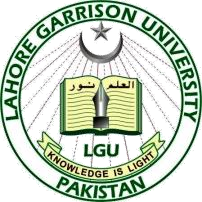 LAHORE GARRISON UNIVERSITY
العلم نور
LGU
KNOWLEDGE IS LIGHT
PAKISTAN